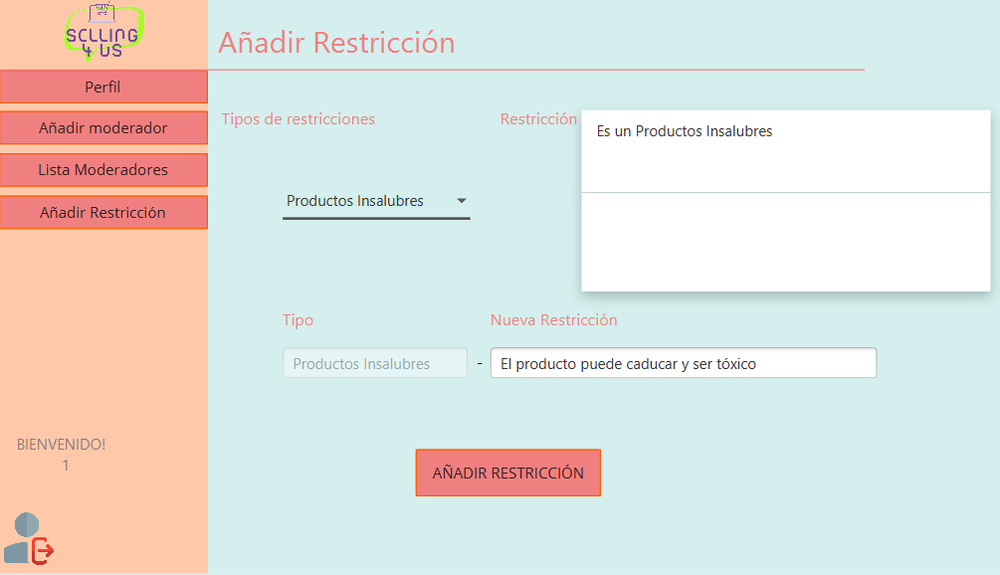 SCLLING
4 US
Añadir Restricción
Perfil
Añadir moderador
Lista Moderadores
Añadir Restricción
Tipos de restricciones
Restricción
Es un Productos Insalubres
Productos Insalubres
Tipo
Nueva Restricción
Productos Insalubres
-
El producto puede caducar y ser tóxico
AÑADIR RESTRICCIÓN
BIENVENIDO!
1